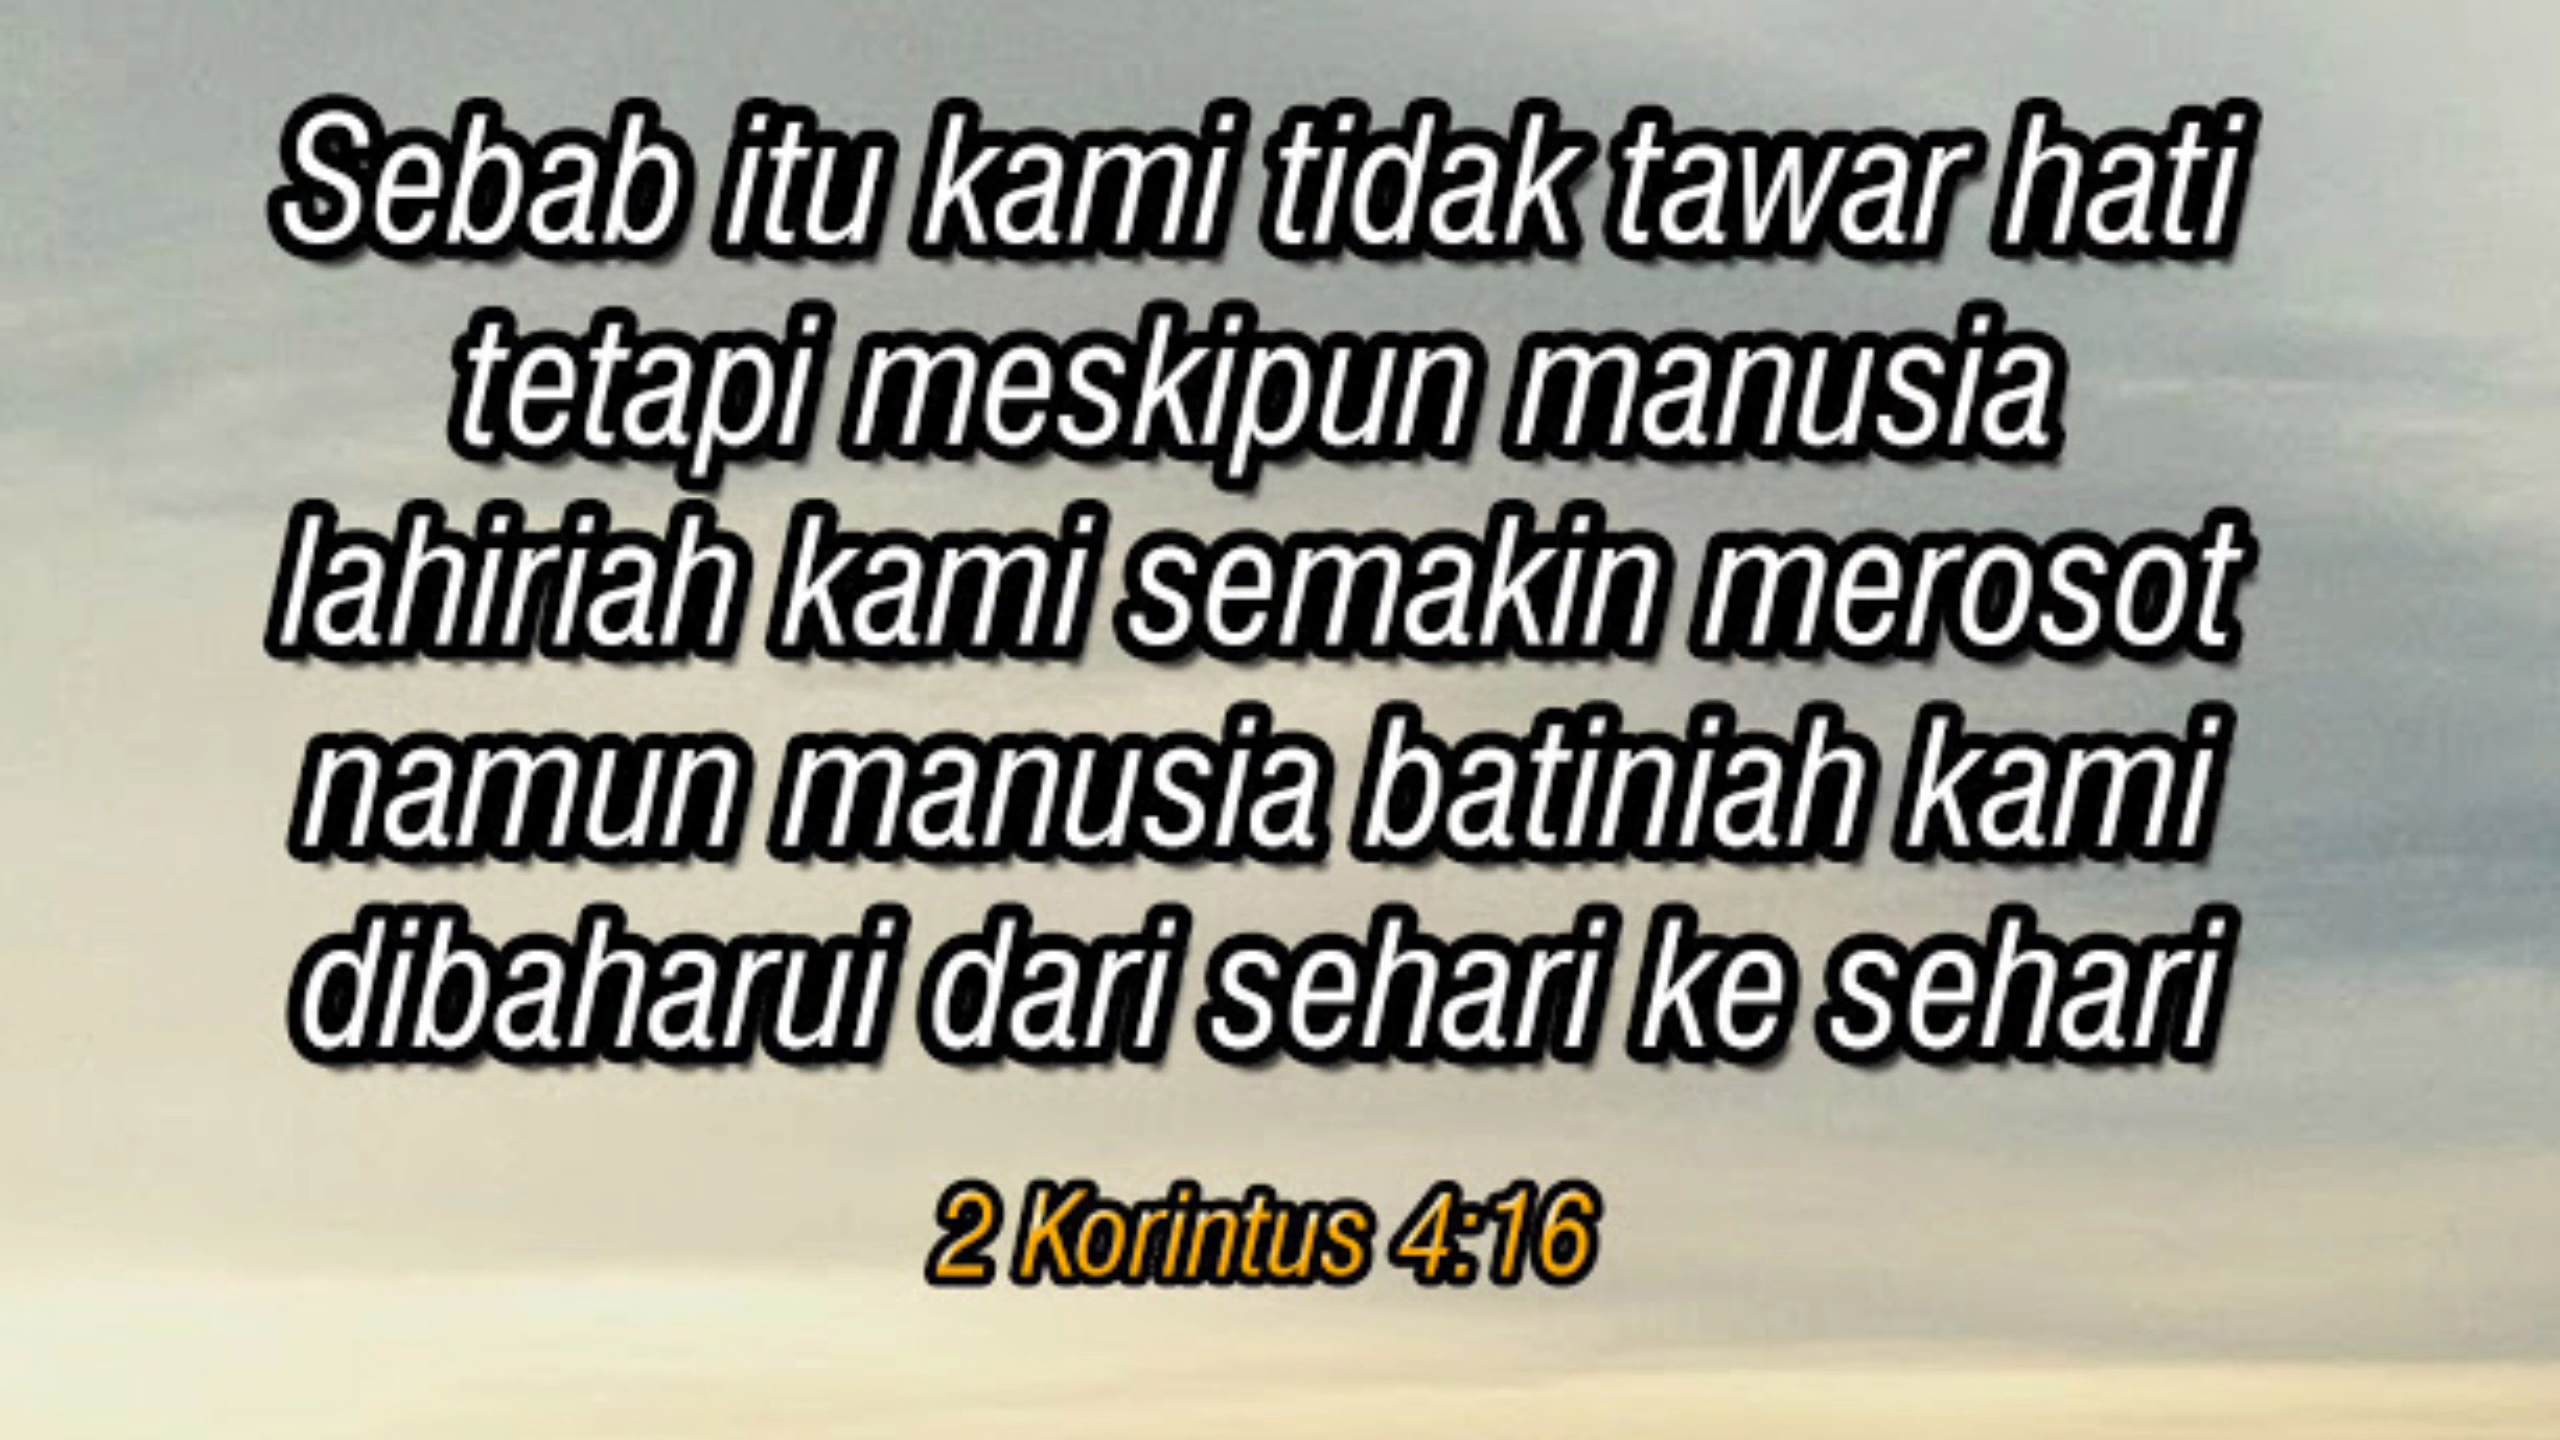 Sebab itu kami tidak tawar hati
tetapi meskipun manusia
lahiriah kami semakin merosot
namun manusia batiniah kami
dibaharui dari sehari ke sehari
2 Korintus 4:16